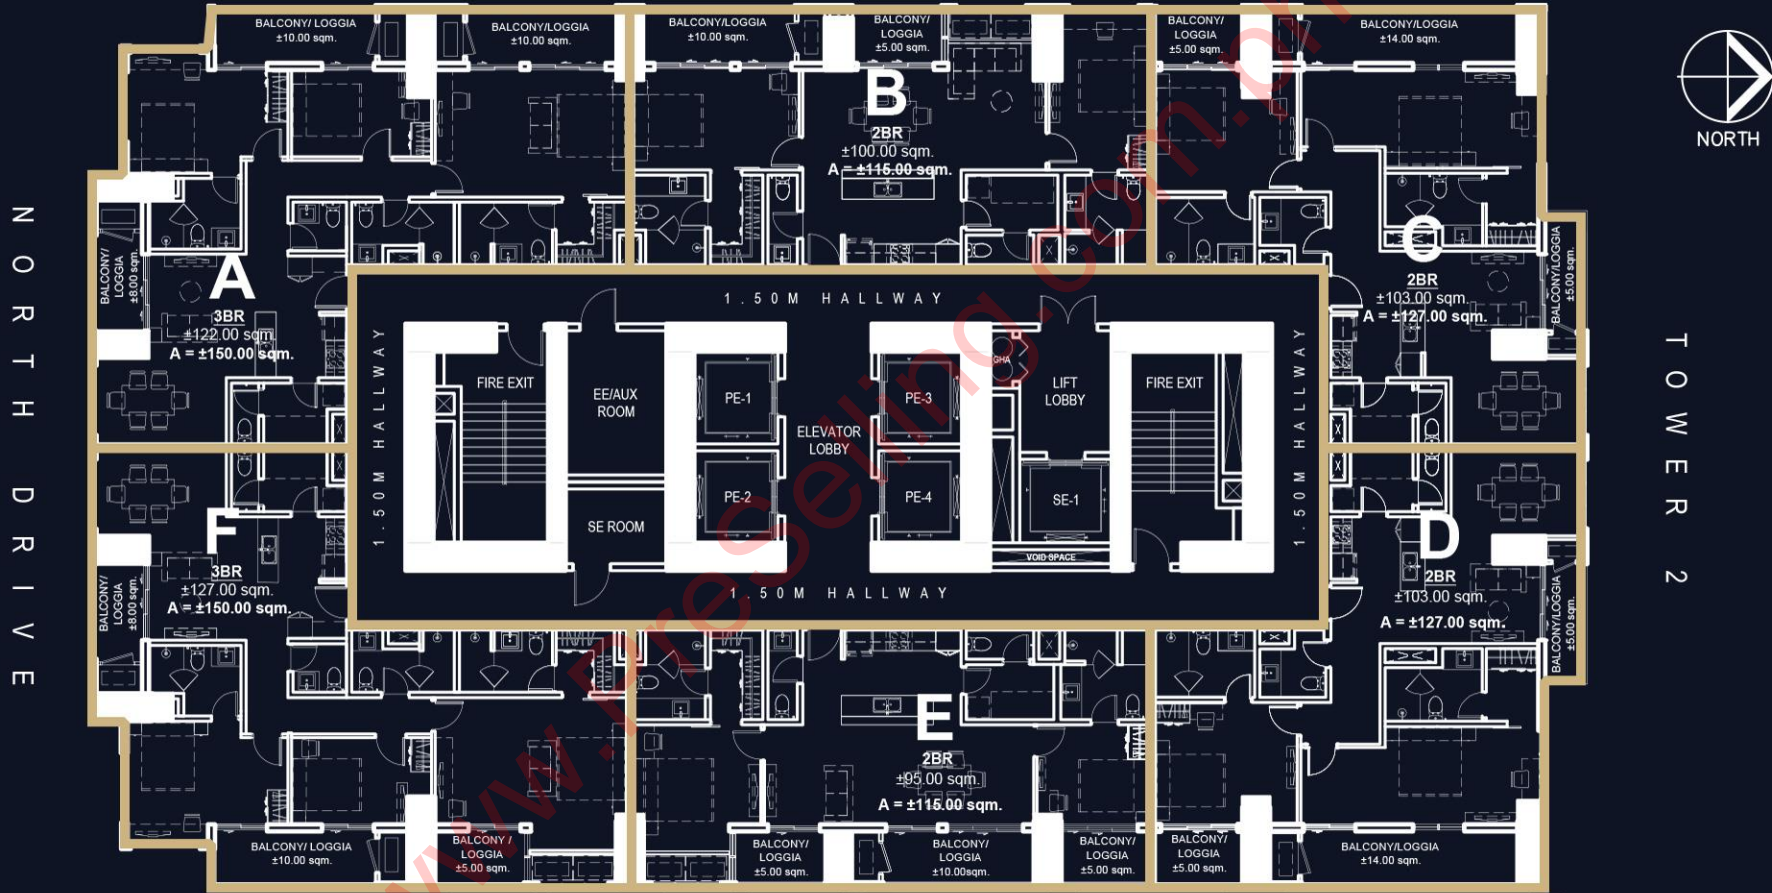 BALCONY/ LOGGIA
±10.00 sqm.
BALCONY/ LOGGIA
±10.00 sqm.
BALCONY/LOGGIA
±10.00 sqm.
BALCONY/
LOGGIA
±5.00 sqm.
BALCONY/
LOGGIA
±5.00 sqm.
BALCONY/LOGGIA
±14.00 sqm.
NORTH
B
2BR
±100.00 sqm.
A = ±115.00 sqm.
NORTH DRIVE
BALCONY/
LOGGIA
±8.00 sqm.
A
3BR
±122.00 sqm.
A = ±150.00 sqm.
C
2BR
±103.00 sqm.
A = ±127.00 sqm.
BALCONY/LOGGIA
±5.00 sqm.
TOWER 2
1.50M HALLWAY
1.50M HALLWAY
FIRE EXIT
EE/AUX
ROOM
PE-1
ELEVATOR
LOBBY
PE-3
GHA
LIFT
LOBBY
FIRE EXIT
1.50M HALLWAY
PE-2
PE-4
SE-1
SE ROOM
VOID SPACE
1.50M HALLWAY
F
3BR
±127.00 sqm.
A = ±150.00 sqm.
BALCONY/
LOGGIA
±8.00 sqm.
D
2BR
±103.00 sqm.
A = ±127.00 sqm.
BALCONY/LOGGIA
±5.00 sqm.
E
2BR
±95.00 sqm.
A = ±115.00 sqm.
BALCONY/ LOGGIA
±10.00 sqm.
BALCONY /
LOGGIA
±5.00 sqm.
BALCONY/
LOGGIA
±5.00 sqm.
BALCONY/
LOGGIA
±10.00sqm.
BALCONY/
LOGGIA
±5.00 sqm.
BALCONY/
LOGGIA
±5.00 sqm.
BALCONY/LOGGIA
±14.00 sqm.
www.PreSelling.com.ph